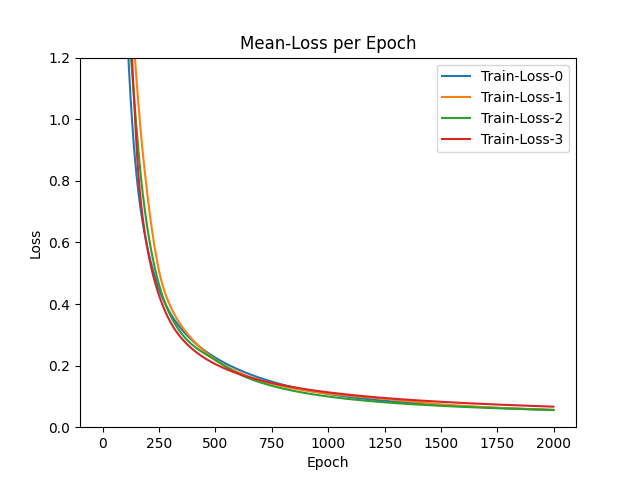 Mean-Loss per Epoch
1.2
1.0
0.8
0.6
0.4
0.2
0.0
Loss
Train-Loss-0
Train-Loss-1
Train-Loss-2
Train-Loss-3
0 250 500 750 1000 1250 1500 1750 2000
Epoch